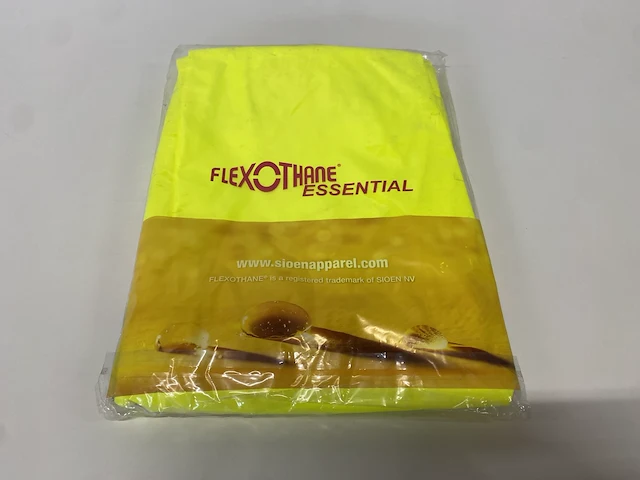 FLEXOTHANE®
ESSENTIAL
www.sioenapparel.com
FLEXOTHANE® is a registered trademark of SIOEN NV